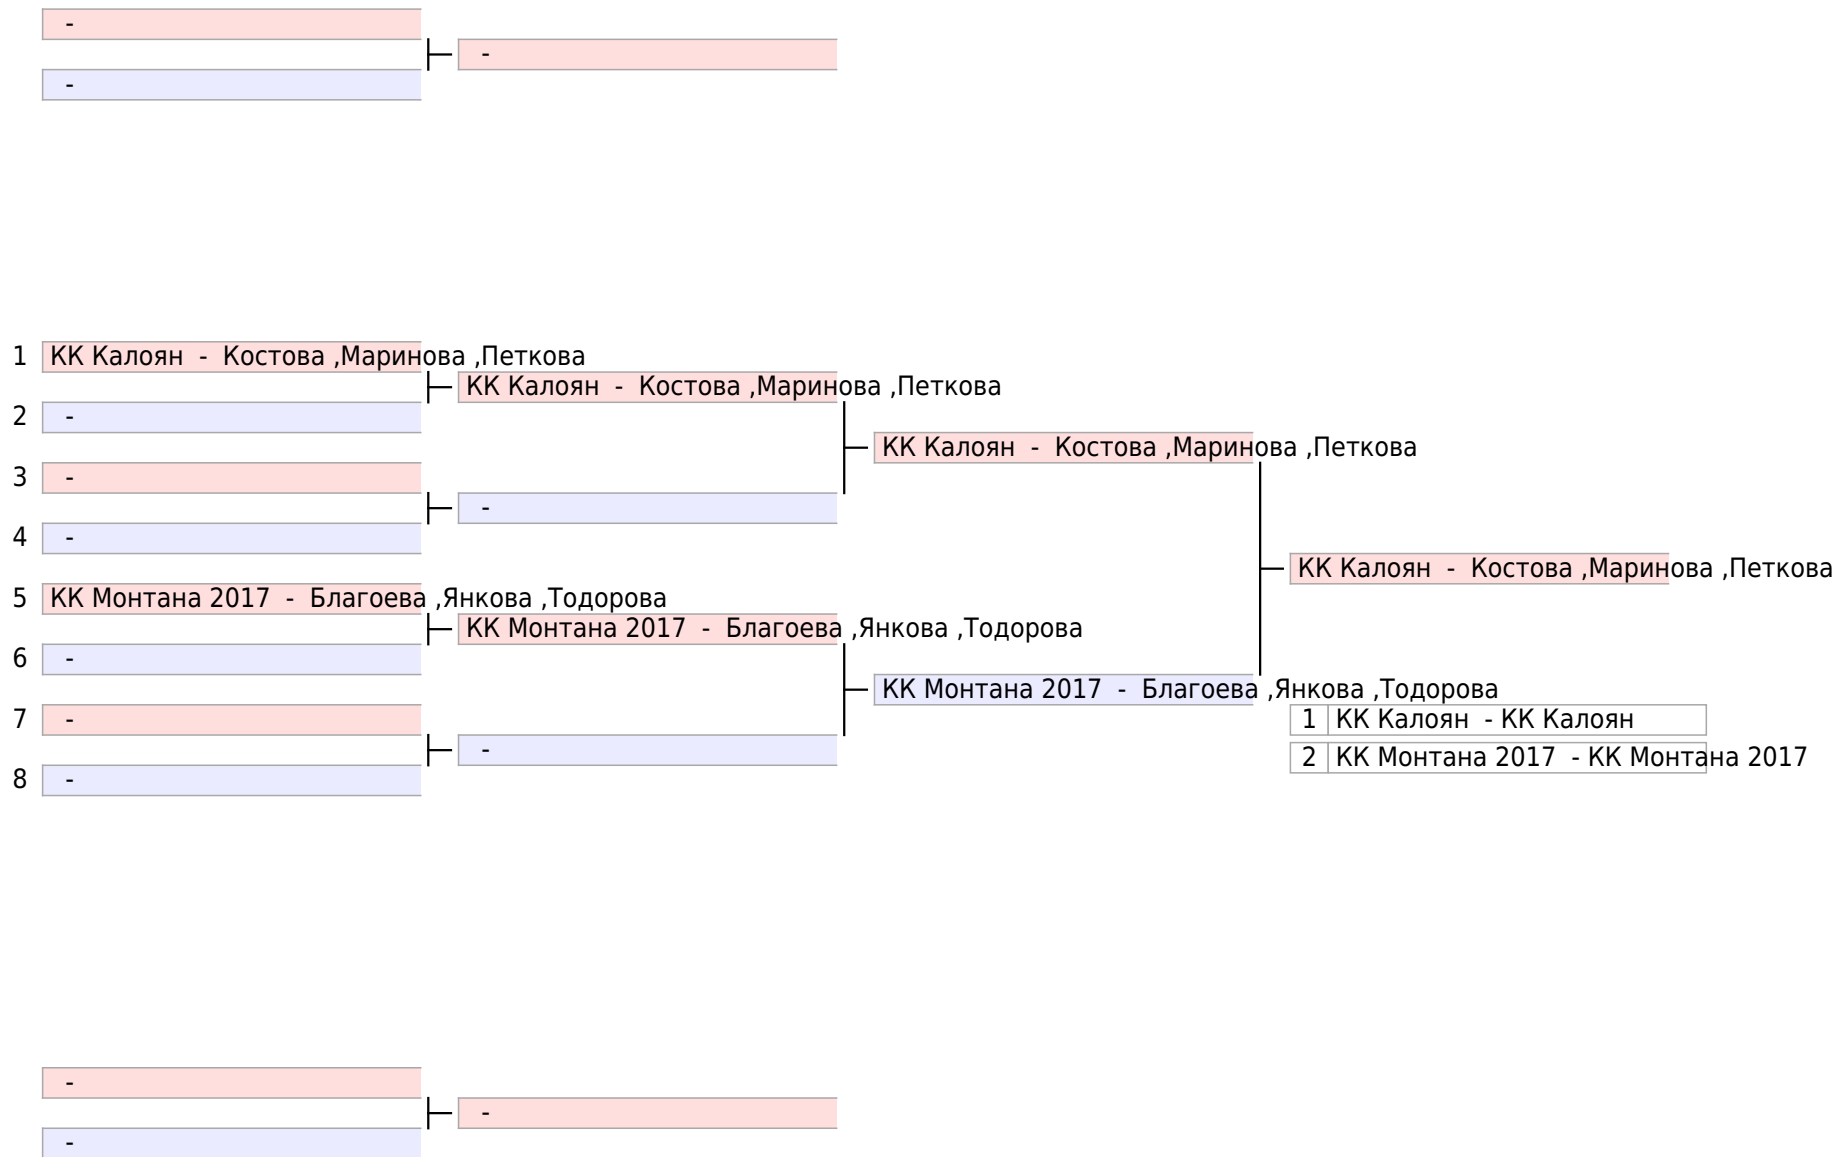 -
-
-
1 КК Калоян - Костова ,Маринова ,Петкова
КК Калоян - Костова ,Маринова ,Петкова
2 -
КК Калоян - Костова ,Маринова ,Петкова
3 -
-
4 -
КК Калоян - Костова ,Маринова ,Петкова
5 КК Монтана 2017 - Благоева ,Янкова ,Тодорова
КК Монтана 2017 - Благоева ,Янкова ,Тодорова
6 -
КК Монтана 2017 - Благоева ,Янкова ,Тодорова
7 -
1 КК Калоян - КК Калоян
-
2 КК Монтана 2017 - КК Монтана 2017
8 -
-
-
-